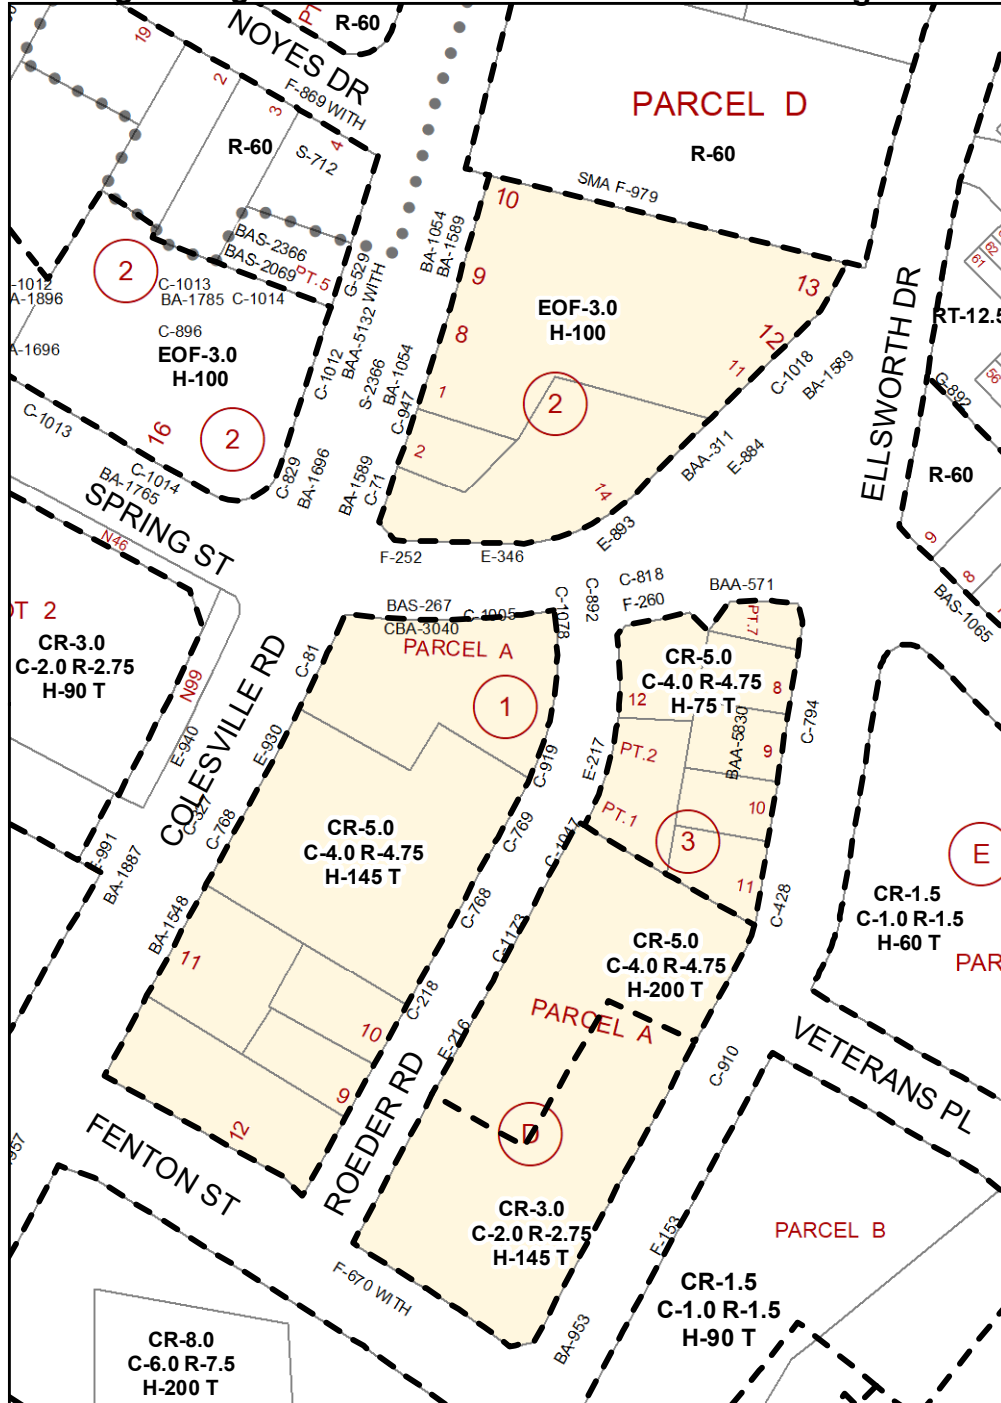 R-60
PT
19
NOYES DR
F-869 WITH
2
3
4
R-60
S-712
PARCEL D
R-60
SMA F-979
10
BAS-2366
BAS-2069
PT.5
G-529
BA-1054
BA-1589
BAA-5132 WITH
2
C-1013
BA-1785
C-1014
-1012
A-1896
C-896
A-1696
EOF-3.0
H-100
9
8
EOF-3.0
H-100
13
12
11
C-1018
BA-1589
ELLSWORTH DR
RT-12.5
62
61
56
G-892
C-1012
S-2366
BA-1054
C-947
1
2
2
C-1013
16
2
C-1014
BA-1765
C-829
BA-1696
BA-1589
C-71
14
BAA-311
E-884
E-893
R-60
9
8
BAS-1065
SPRING ST
N46
F-252
E-346
OT 2
CR-3.0
C-2.0 R-2.75
H-90 T
N99
E-940
C-327
COLESVILLE RD
BAS-267
C-1005
CBA-3040
PARCEL A
C-1078
C-892
C-818
F-260
BAA-571
PT.7
C-81
1
CR-5.0
C-4.0 R-4.75
H-75 T
12
8
C-794
E-930
C-919
E-217
PT.2
BAA-5830
9
10
PT.1
3
11
C-768
C-769
C-1047
CR-5.0
C-4.0 R-4.75
H-145 T
E-991
BA-1887
BA-1548
C-768
C-1173
C-428
E
CR-1.5
C-1.0 R-1.5
H-60 T
PAR
11
CR-5.0
C-4.0 R-4.75
H-200 T
C-218
10
PARCEL A
E-216
9
12
C-910
VETERANS PL
ROEDER RD
D
957
FENTON ST
CR-3.0
C-2.0 R-2.75
H-145 T
F-153
PARCEL B
F-670 WITH
BA-953
CR-1.5
C-1.0 R-1.5
H-90 T
CR-8.0
C-6.0 R-7.5
H-200 T